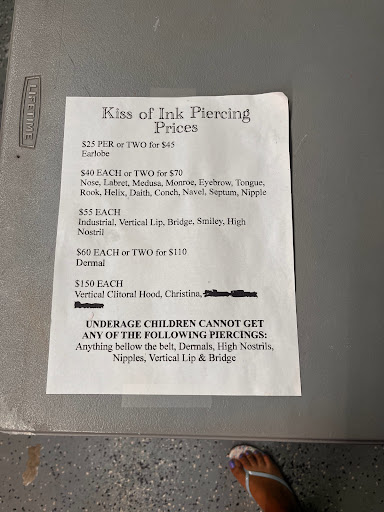 LIFETIME
Kiss of Ink Piercing
Prices
$25 PER or TWO for $45
Earlobe
$40 EACH or TWO for $70
Nose, Labret, Medusa, Monroe, Eyebrow, Tongue,
Rook, Helix, Daith, Conch, Navel, Septum, Nipple
$55 EACH
Industrial, Vertical Lip, Bridge, Smiley, High
Nostril
$60 EACH or TWO for $110
Dermal
$150 EACH
Vertical Clitoral Hood, Christina,
UNDERAGE CHILDREN CANNOT GET
ANY OF THE FOLLOWING PIERCINGS:
Anything bellow the belt, Dermals, High Nostrils,
Nipples, Vertical Lip & Bridge